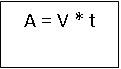 A = V * t